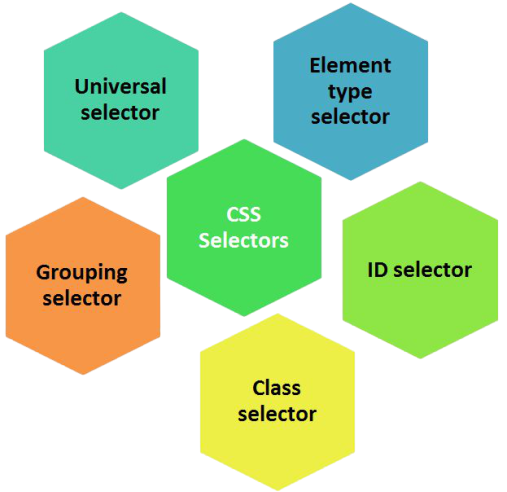 Universal
selector
Element
type
selector
CSS
Selectors
Grouping
selector
ID selector
Class
selector